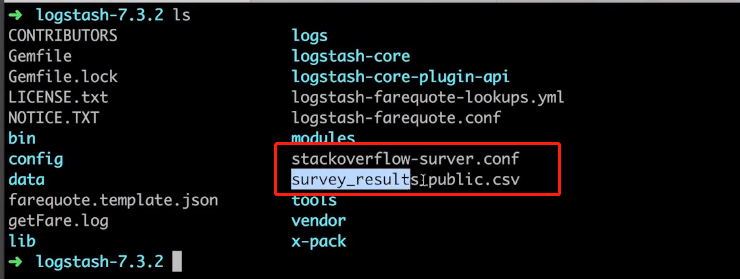 ➜ logstash-7.3.2 ls
CONTRIBUTORS logs
Gemfile logstash-core
Gemfile.lock logstash-core-plugin-api
LICENSE.txt logstash-farequote-lookups.yml
NOTICE.TXT logstash-farequote.conf
bin modules
config stackoverflow-surver.conf
data survey_results_public.csv
farequote.template.json tools
getFare.log vendor
lib x-pack
➜ logstash-7.3.2